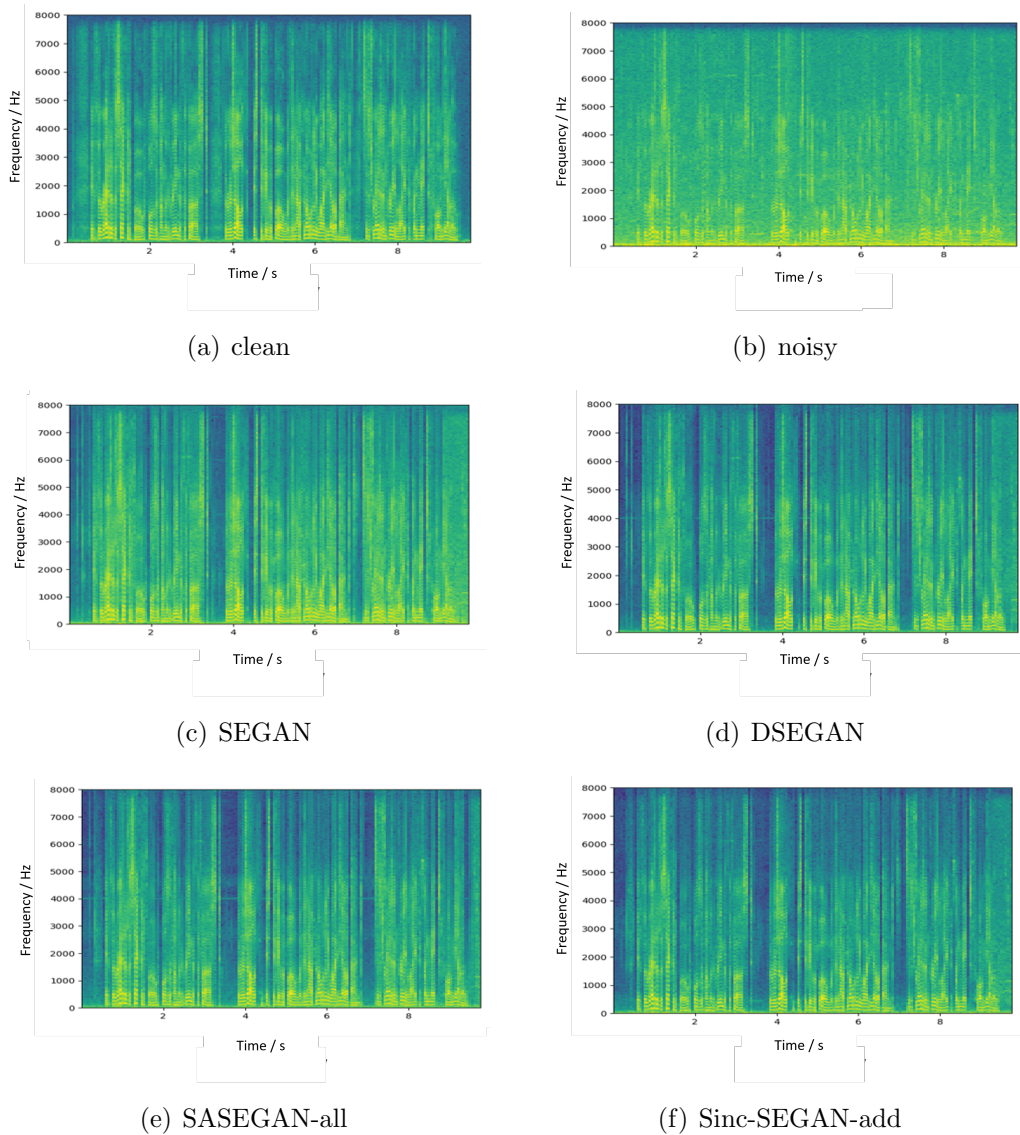 8000
7000
6000
5000
4000
3000
2000
1000
0
Frequency / Hz
2 4 6 8
Time / s
(a) clean
8000
7000
6000
5000
4000
3000
2000
1000
0
Frequency / Hz
2 4 6 8
Time / s
(b) noisy
8000
7000
6000
5000
4000
3000
2000
1000
0
Frequency / Hz
2 4 6 8
Time / s
(c) SEGAN
8000
7000
6000
5000
4000
3000
2000
1000
0
Frequency / Hz
2 4 6 8
Time / s
(d) DSEGAN
8000
7000
6000
5000
4000
3000
2000
1000
0
Frequency / Hz
2 4 6 8
Time / s
(e) SASEGAN-all
8000
7000
6000
5000
4000
3000
2000
1000
0
Frequency / Hz
2 4 6 8
Time / s
(f) Sinc-SEGAN-add